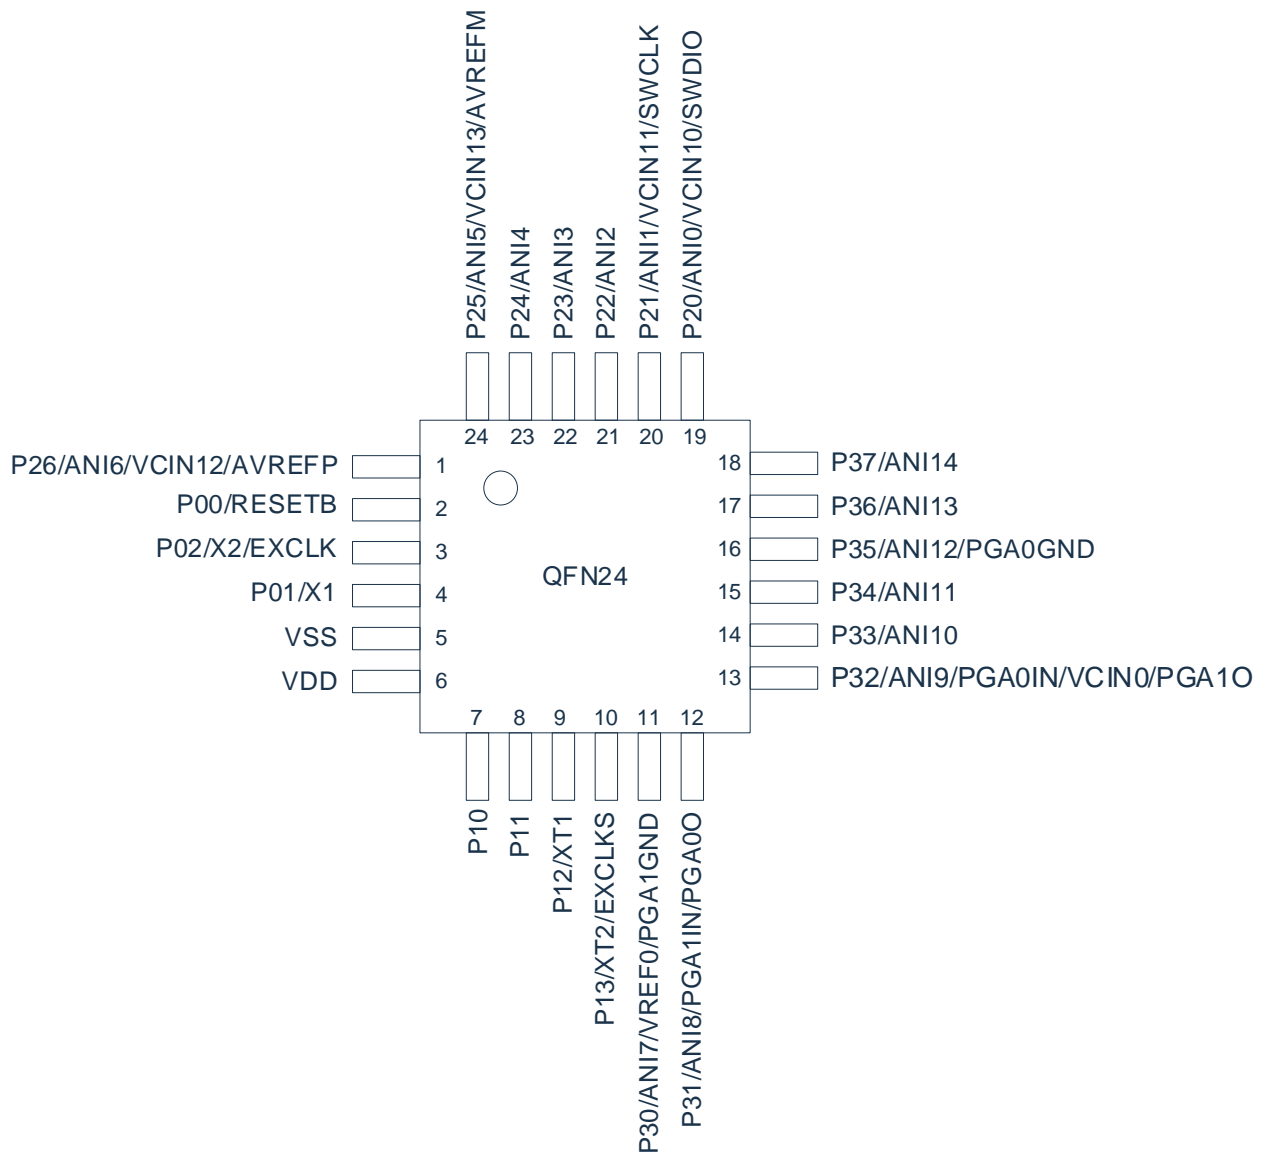 P25/ANI5/VCIN13/AVREFM
P24/ANI4
P23/ANI3
P22/ANI2
P21/ANI1/VCIN11/SWCLK
P20/ANI0/VCIN10/SWDIO
24
23
22
21
20
19
P26/ANI6/VCIN12/AVREFP
1
P00/RESETB
2
P02/X2/EXCLK
3
P01/X1
4
VSS
5
VDD
6
QFN24
18
P37/ANI14
17
P36/ANI13
16
P35/ANI12/PGA0GND
15
P34/ANI11
14
P33/ANI10
13
P32/ANI9/PGA0IN/VCIN0/PGA1O
7
8
9
10
11
12
P10
P11
P12/XT1
P13/XT2/EXCLKS
P30/ANI7/VREF0/PGA1GND
P31/ANI8/PGA1IN/PGA0O